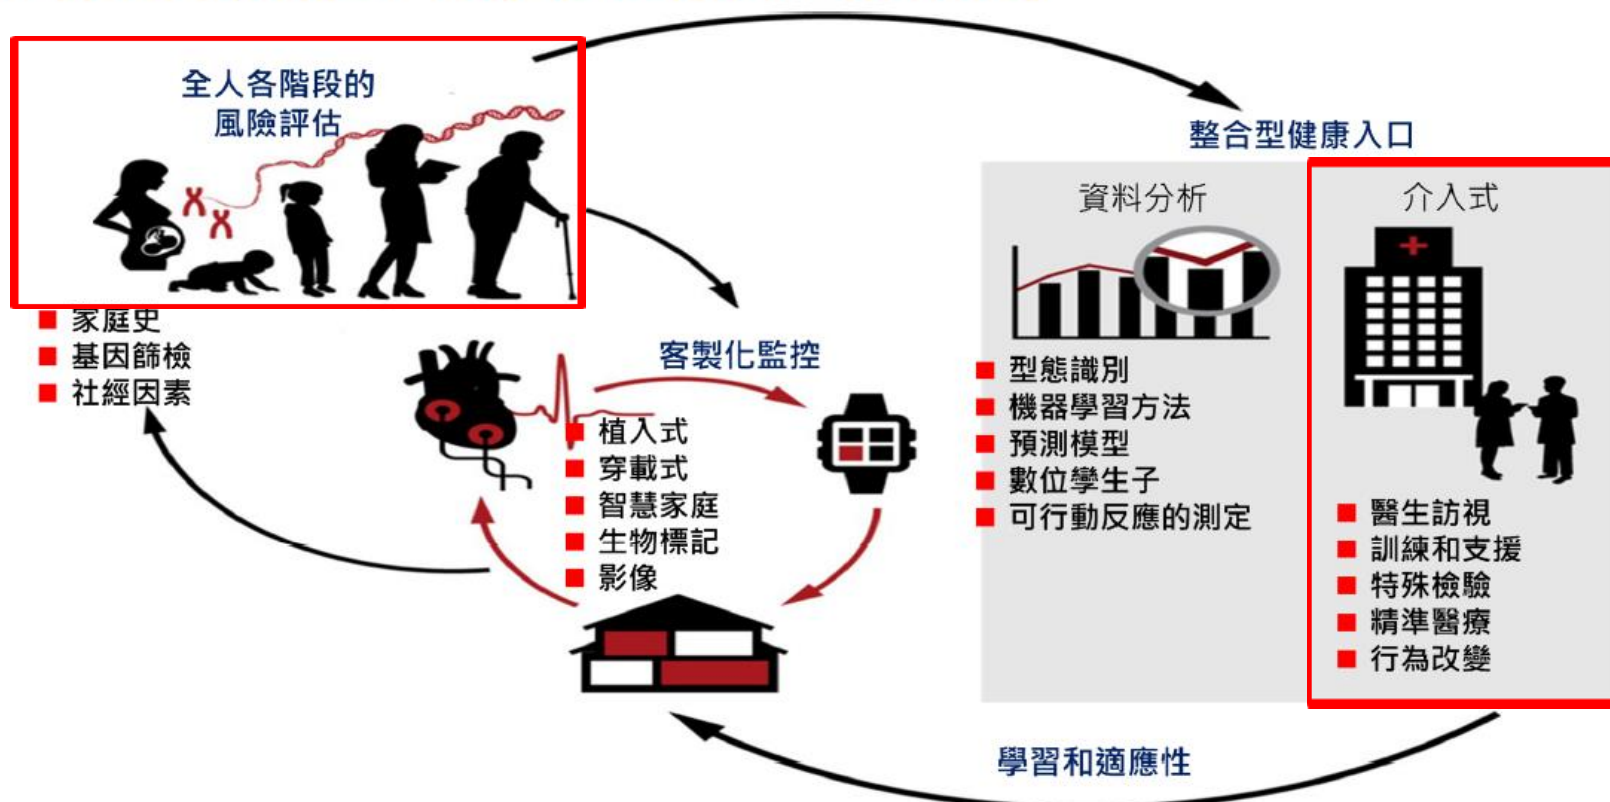 全人各階段的
風險評估
家庭史
基因篩檢
社經因素
客製化監控
植入式
穿載式
智慧家庭
生物標記
影像
整合型健康入口
資料分析
型態識別
機器學習方法
預測模型
數位孿生子
可行動反應的測定
介入式
醫生訪視
訓練和支援
特殊檢驗
精準醫療
行為改變
學習和適應性